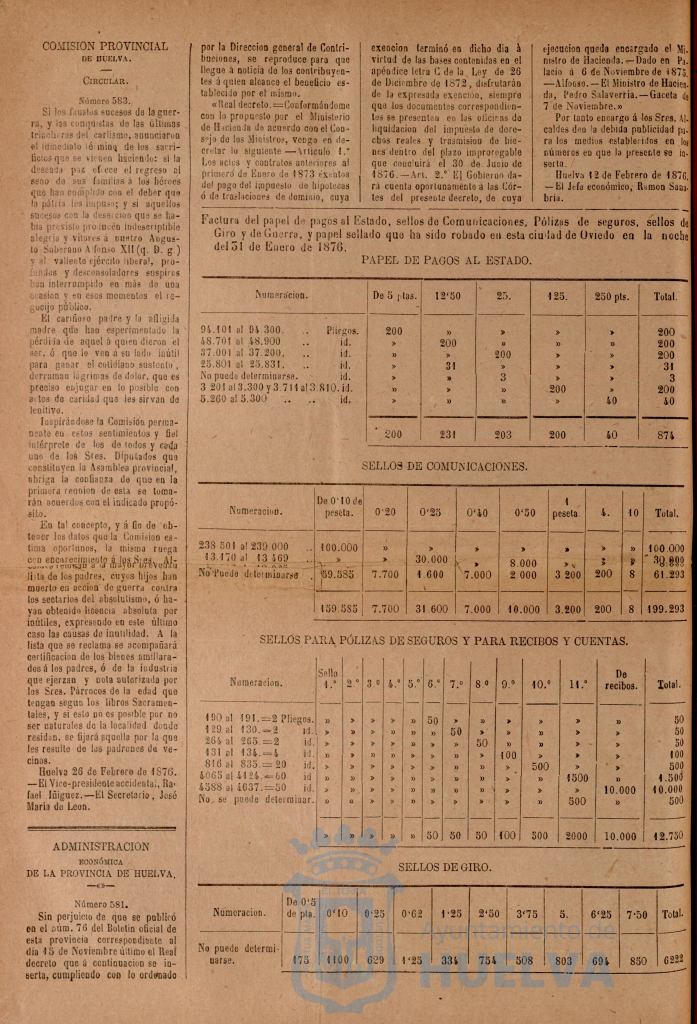 COMISION PROVINCIAL
DE HUELVA.
CIRCULAR.
Número 583.
Si los faustos sucesos de la guer-
ra, y las conquistas de las últimas
trincheras del carlismo, anunciaron
el inmediato término de los sacri-
ficios que se vienen haciendo: si la
deseada paz ofrece el regreso al
seno de sus familias á los héroes
que han cumplido con el deber que
la pátria les impuso; y si aquellos
sucesos con la desercion que se ha-
bia previsto producen indescriptible
alegria y vitores á nuestro Augus-
to Soberano Alfonso XII (q. D. g.)
y al valiente ejército liberal, pro-
fundos y desconsoladores suspiros
han interrumpido en más de una
ocasion y en esos momentos el re-
gocijo público.
El cariñoso padre y la afligida
madre que han esperimentado la
pérdida de aquel á quien dieron el
ser, ó que le ven a su lado inútil
para ganar el cotidiano sustento,
derraman lágrimas de dolor, que es
preciso enjugar en lo posible con
actos de caridad que les sirvan de
lenitivo.
Inspirándose la Comisión perma-
nente en estos sentimientos y fiel
intérprete de los de todos y cada
uno de los Sres. Diputados que
constituyen la Asamblea provincial,
abriga la confianza de que en la
primera reunion de esta se toma-
rán acuerdos con el indicado propó-
sito.
En tal concepto, y á fin de ob-
tener los datos que la Comision es-
tima oportunos, la misma ruega
con encarecimiento á los Sres. Al-
á la mayor brevedad
lista de los padres, cuyos hijos han
muerto en accion de guerra contra
los sectarios del absolutismo, ó ha-
yan obtenido licencia absoluta por
inútiles, expresando en este último
caso las causas de inutilidad. A la
lista que se reclama se acompañará
certificacion de los bienes amillara-
dos á los padres, ó de la industria
que ejerzan y nota autorizada por
los Sres. Párrocos de la edad que
tengan segun los libros Sacramen-
tales, y si esto no es posible por no
ser naturales de la localidad donde
residan, se fijará aquella por la que
les resulte de los padrones de ve-
cinos.
Huelva 26 de Febrero de 1876.
—El Vice-presidente accidental, Ra-
fael Iñiguez.—El Secretario, José
Maria de Leon.
ADMINISTRACION
ECONÓMICA
DE LA PROVINCIA DE HUELVA.
Número 581.
Sin perjuicio de que se publicó
en el núm. 76 del Boletin oficial de
esta provincia correspondiente al
dia 15 de Noviembre último el Real
decreto que á continuacion se in-
serta, cumpliendo con lo ordenado
por la Direccion general de Contri-
buciones, se reproduce para que
llegue á noticia de los contribuyen-
tes á quien alcance el beneficio es-
tablecido por el mismo.
«Real decreto.=Conformándome
con lo propuesto por el Ministerio
de Hacienda de acuerdo con el Con-
sejo de los Ministros, vengo en de-
cretar lo siguiente —Articulo 1.°
Los actos y contratos anteriores al
primero de Enero de 1873 exentos
del pago del impuesto de hipotecas
ó de traslaciones de dominio, cuya
exencion terminó en dicho dia á
virtud de las bases contenidas en el
apéndice letra C de la Ley de 26
de Diciembre de 1872, disfrutarán
de la expresada exencion, siempre
que los documentos correspondien-
tes se presenten en las oficinas de
liquidacion del impuesto de dere-
chos reales y trasmision de bie-
nes dentro del plazo improrogable
que concluirá el 30 de Junio de
1876.—Art. 2.° El Gobierno da-
rá cuenta oportunamente á las Cór-
tes del presente decreto, de cuya
ejecucion queda encargado el Mi-
nistro de Hacienda.—Dado en Pa-
lacio á 6 de Noviembre de 1875.
—Alfonso.—El Ministro de Hacien-
da, Pedro Salaverría.—Gaceta de
7 de Noviembre.»
Por tanto encargo á los Sres. Al-
caldes den la debida publicidad pa-
ra los medios establecidos en los
números en que la presente se in-
serta.
Huelva 12 de Febrero de 1876.
—El Jefe económico, Ramon Sana-
bria.
Factura del papel de pagos al Estado, sellos de Comunicaciones, Pólizas de seguros, sellos de
Giro y de Guerra, y papel sellado que ha sido robado en esta ciudad de Oviedo en la noche
del 31 de Enero de 1876.
PAPEL DE PAGOS AL ESTADO.
Numeracion. De 5 ptas. 12'50 25. 125. 250 pts. Total.
94.101 al 94.300. .. Pliegos. 200 » » » » 200
48.701 al 48.900 .. id. » 200 » » » 200
37.001 al 37.200. .. id. » » 200 » » 200
25.801 al 25.831. .. id. » 31 » » » 31
No puede determinarse. id. » » 3 » » 3
3 201 al 3.300 y 3.711 al 3 810. id. » » » 200 » 200
5.260 al 5.300 .. .. id. » » » » 40 40
200 231 203 200 40 874
SELLOS DE COMUNICACIONES.
Numeracion. De 0'10 de peseta. 0'20 0'25 0'40 0'50 1 peseta 4. 10 Total.
238 501 al 239 000 .. 100.000 » » » » » » » 100.000
13.170 al 13 469 .. » » 30.000 » » » » » 30.000
8.000
No Puede determinarse . 59.585 7.700 1.600 7.000 2 000 3 200 200 8 61.293
159.585 7.700 31 600 7.000 10.000 3.200 200 8 199.293
SELLOS PARA PÓLIZAS DE SEGUROS Y PARA RECIBOS Y CUENTAS.
Numeracion. Sello 1.° 2.° 3.° 4.° 5.° 6.° 7.° 8.° 9.° 10.° 11.° De recibos. Total.
190 al 191.=2 Pliegos. » » » » » 50 » » » » » » 50
129 al 130.=2 id. » » » » » » 50 » » » » » 50
264 al 265.=2 id. » » » » » » » 50 » » » » 50
131 al 134.=4 id. » » » » » » » » 100 » » » 100
816 al 835.=20 id. » » » » » » » » » 500 » » 500
4065 al 4124.=60 id » » » » » » » » » » 1500 » 1.500
4588 al 4637.=50 id. » » » » » » » » » » » 10.000 10.000
No se puede determinar. » » » » » » » » » » 500 » 500
» » » » » 50 50 50 100 500 2000 10.000 12.750
SELLOS DE GIRO.
Numeracion. De 0'5 de pta. 0'10 0'25 0'62 1'25 2'50 3'75 5. 6'25 7'50 Total.
No puede determi-
narse. 175 1100 629 1'25 334 754 508 803 694 850 6222
Ayuntamiento de
HUELVA